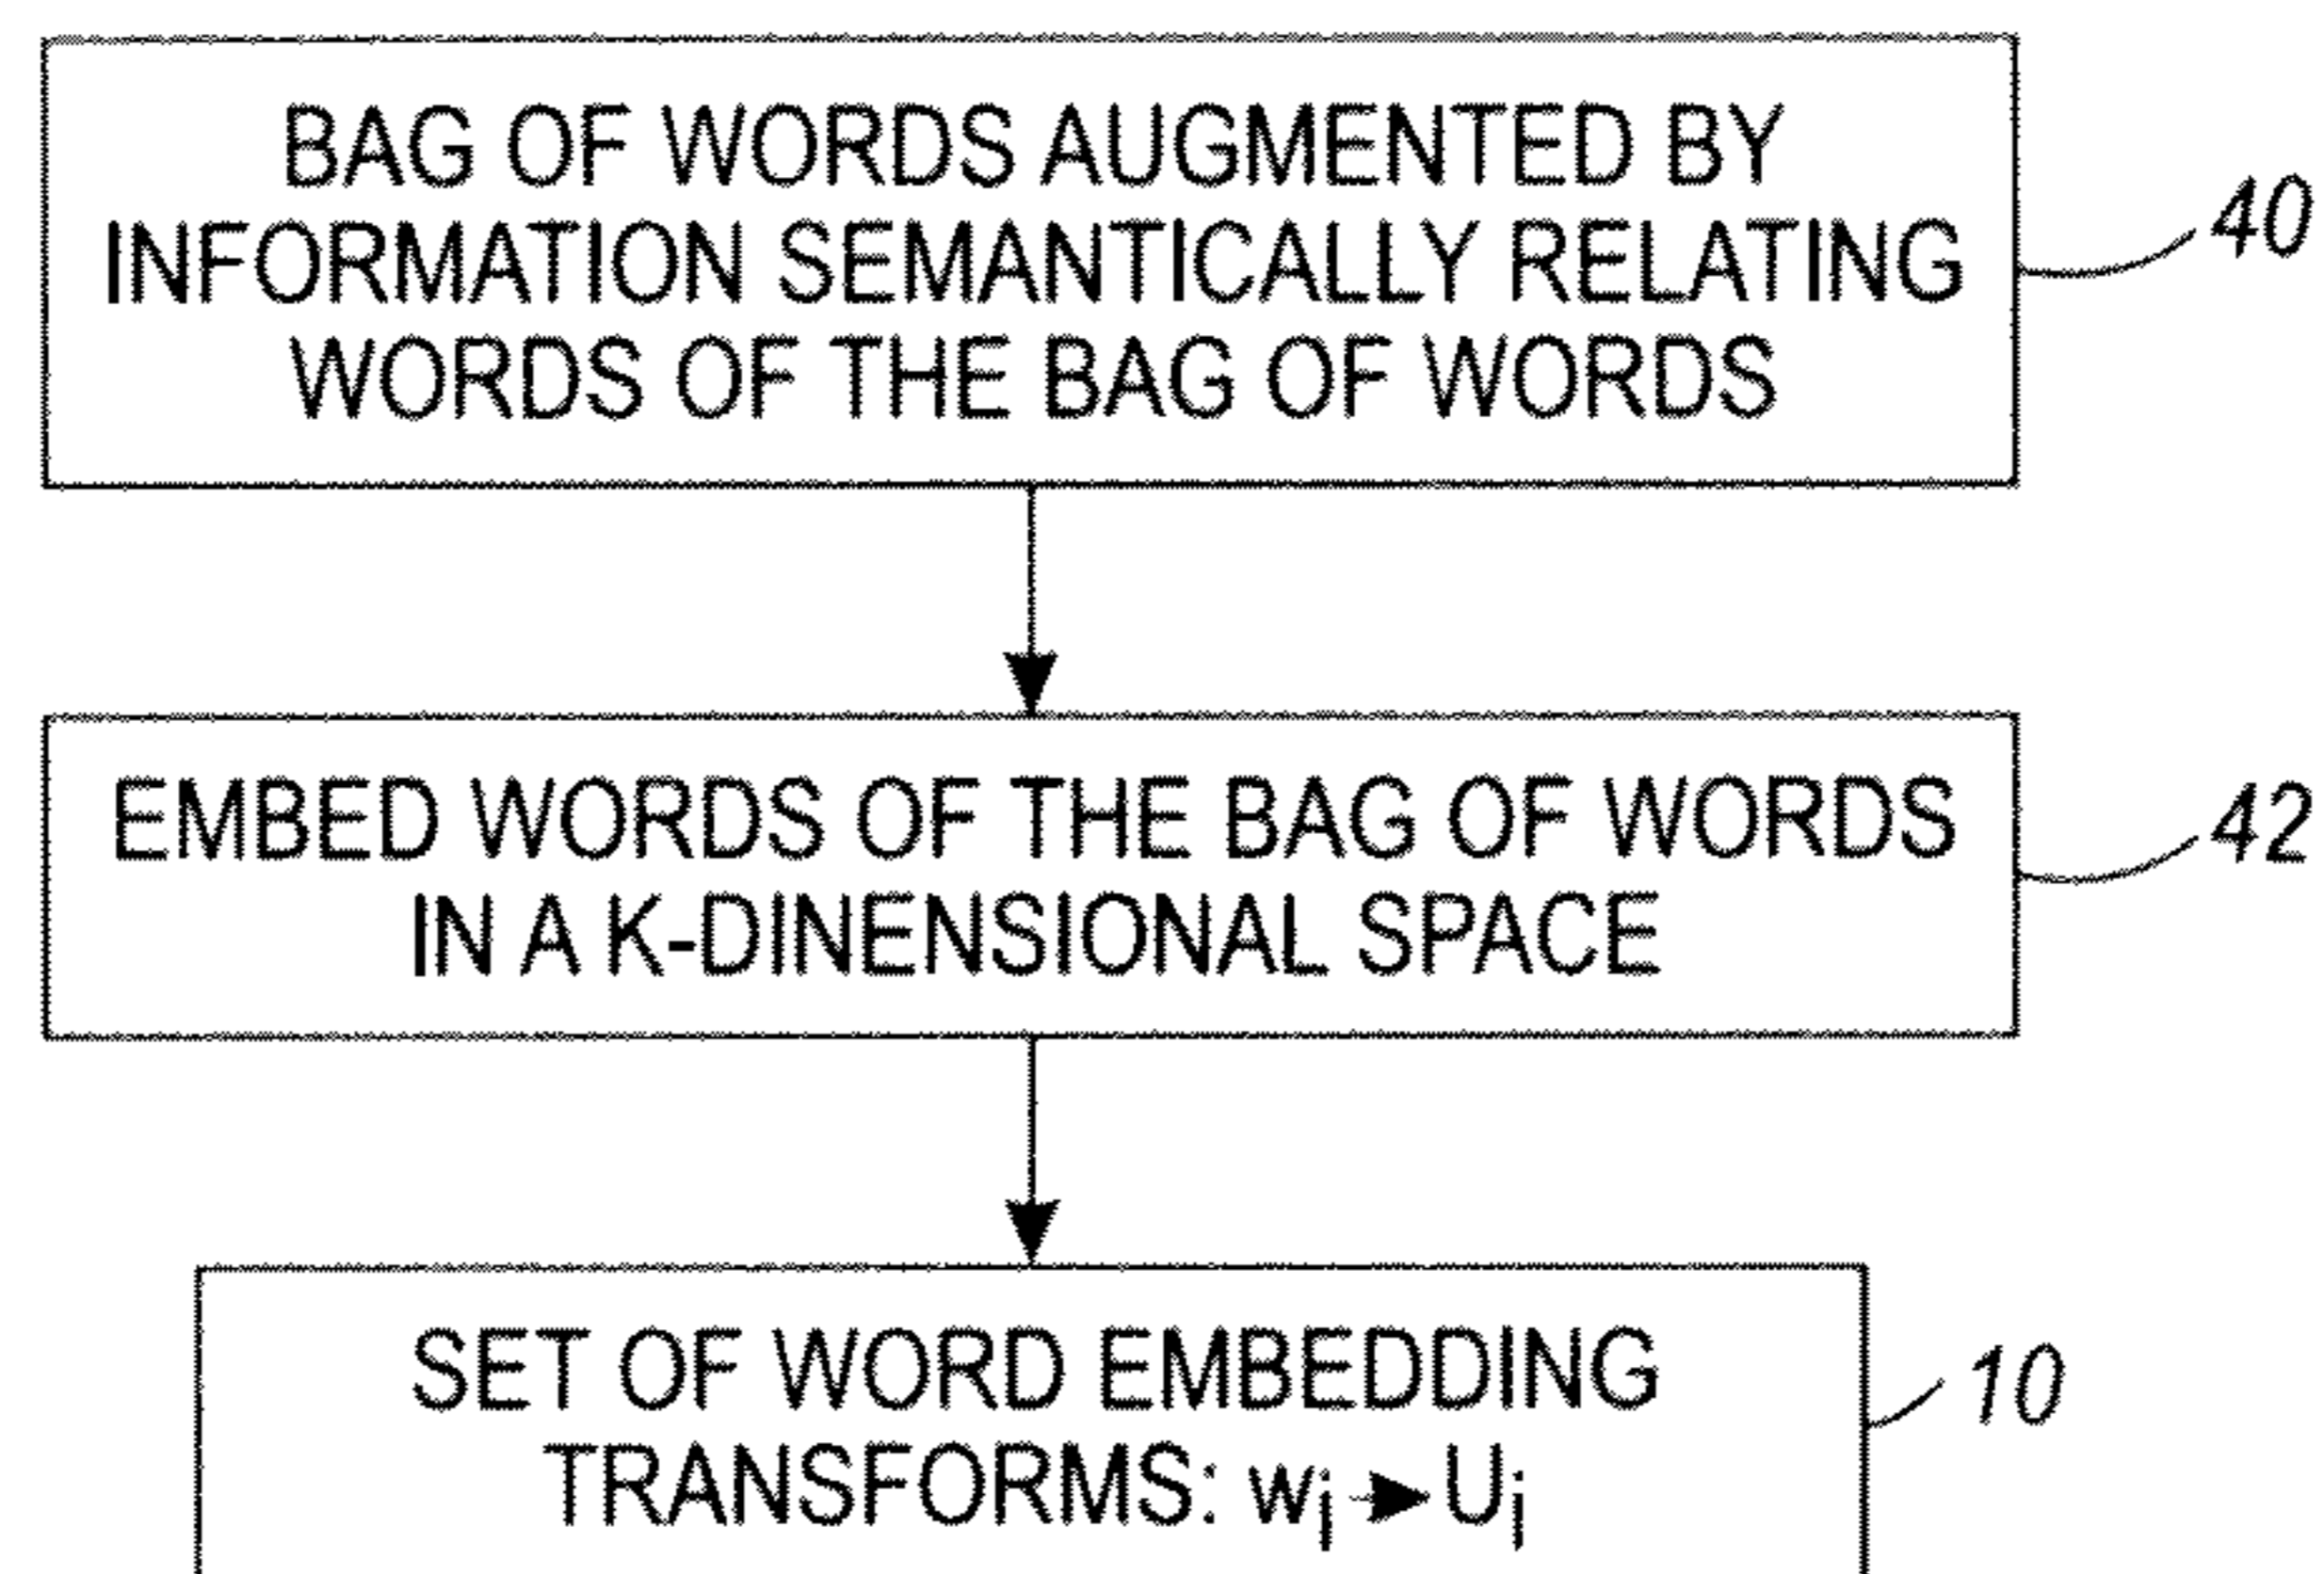 BAG OF WORDS AUGMENTED BY
INFORMATION SEMANTICALLY RELATING
WORDS OF THE BAG OF WORDS
40
EMBED WORDS OF THE BAG OF WORDS
IN A K-DINENSIONAL SPACE
42
SET OF WORD EMBEDDING
TRANSFORMS: wi → Ui
10